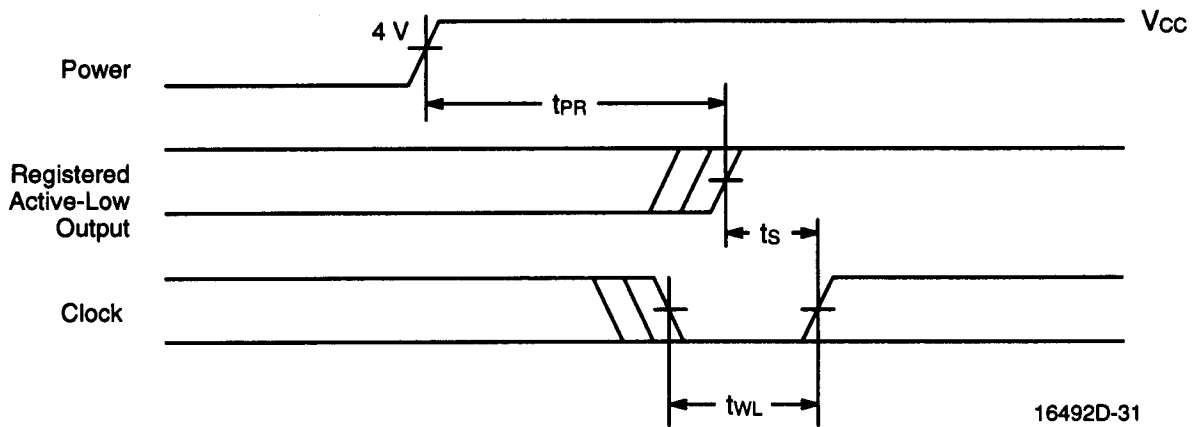 4 V
VCC
Power
tPR
Registered
Active-Low
Output
tS
Clock
tWL
16492D-31